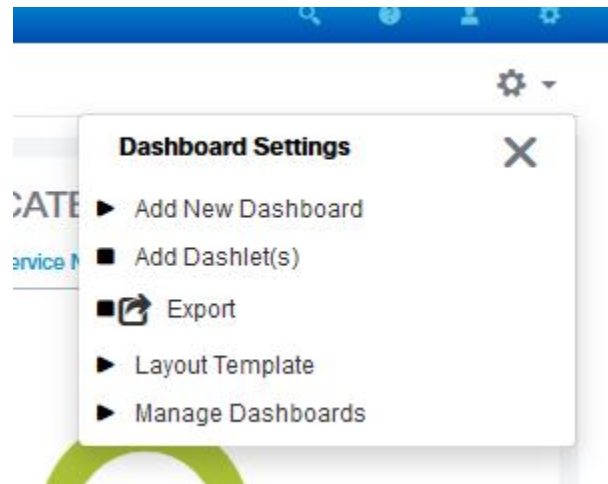 Dashboard Settings
Add New Dashboard
Add Dashlet(s)
Export
Layout Template
Manage Dashboards